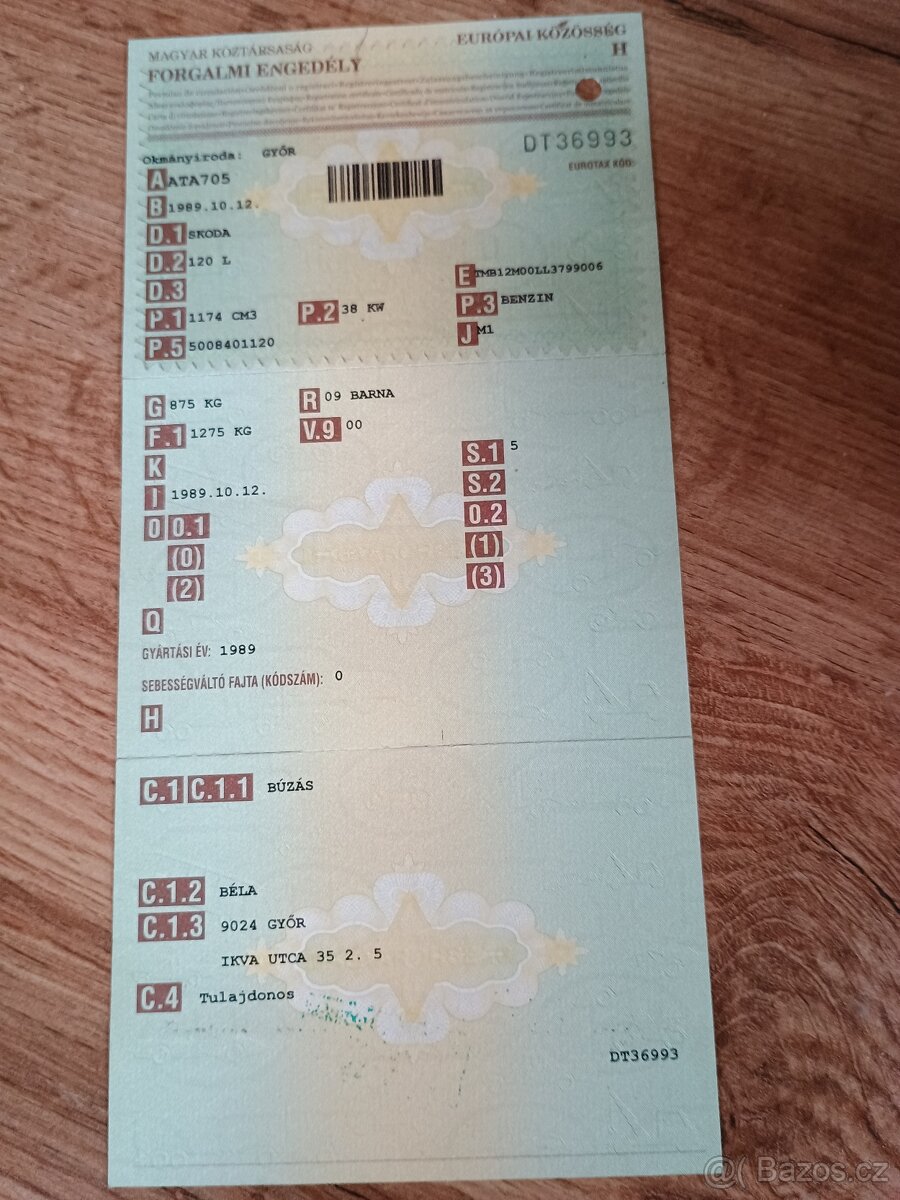 MAGYAR KÖZTÁRSASÁG
EURÓPAI KÖZÖSSÉG
FORGALMI ENGEDÉLY
H
DT36993
Okmányiroda: GYŐR
EUROTAX KÓD:
A ATA705
B 1989.10.12.
D.1 SKODA
D.2 120 L
E TMB12M00LL3799006
D.3
P.1 1174 CM3 P.2 38 KW P.3 BENZIN
P.5 5008401120 J M1
G 875 KG R 09 BARNA
F.1 1275 KG V.9 00
S.1 5
K
S.2
I 1989.10.12.
O O.1 O.2
(0) (1)
(2) (3)
Q
GYÁRTÁSI ÉV: 1989
SEBESSÉGVÁLTÓ FAJTA (KÓDSZÁM): 0
H
C.1 C.1.1 BÚZÁS
C.1.2 BÉLA
C.1.3 9024 GYŐR
IKVA UTCA 35 2. 5
C.4 Tulajdonos
DT36993
@( Bazos.cz